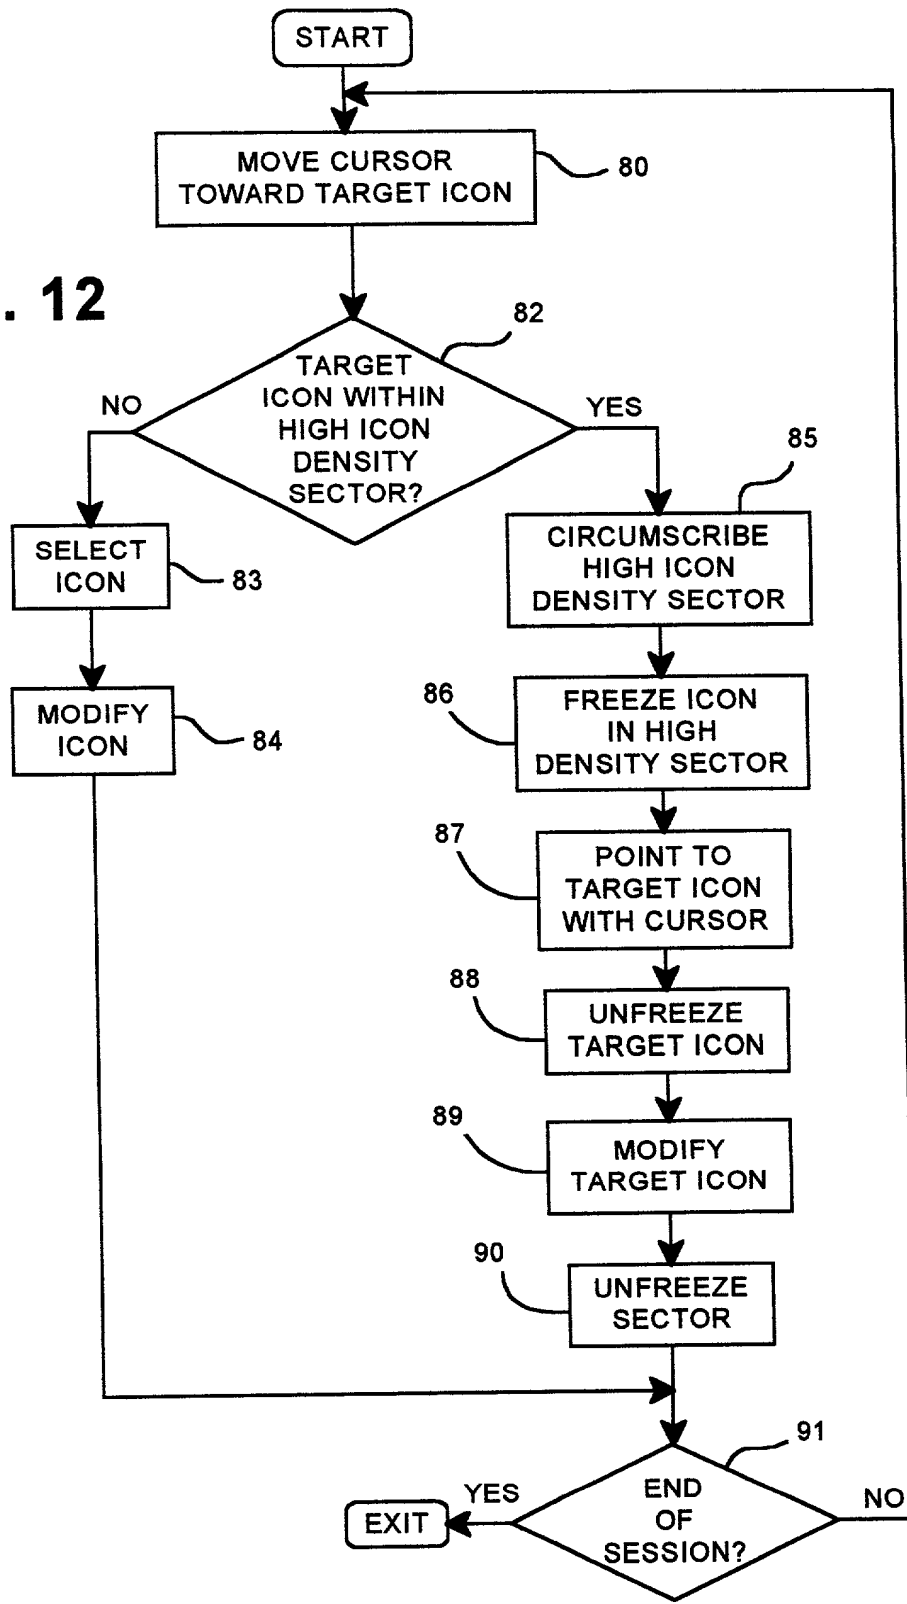 START
MOVE CURSOR
TOWARD TARGET ICON
80
. 12
82
TARGET
ICON WITHIN
HIGH ICON
DENSITY
SECTOR?
NO
YES
85
SELECT
ICON
83
CIRCUMSCRIBE
HIGH ICON
DENSITY SECTOR
MODIFY
ICON
84
86
FREEZE ICON
IN HIGH
DENSITY SECTOR
87
POINT TO
TARGET ICON
WITH CURSOR
88
UNFREEZE
TARGET ICON
89
MODIFY
TARGET ICON
90
UNFREEZE
SECTOR
91
END
OF
SESSION?
YES
NO
EXIT